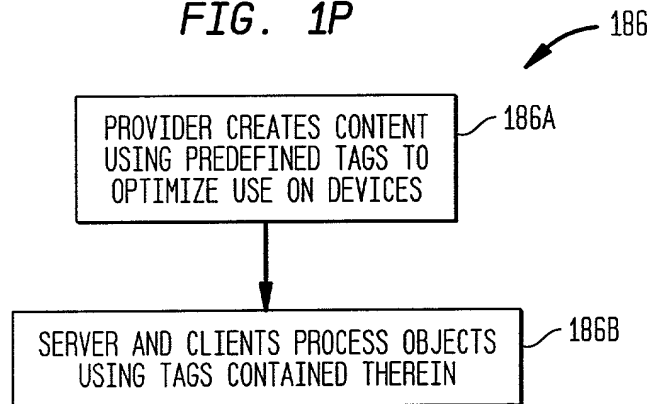 FIG. 1P
186
PROVIDER CREATES CONTENT
USING PREDEFINED TAGS TO
OPTIMIZE USE ON DEVICES
186A
SERVER AND CLIENTS PROCESS OBJECTS
USING TAGS CONTAINED THEREIN
186B